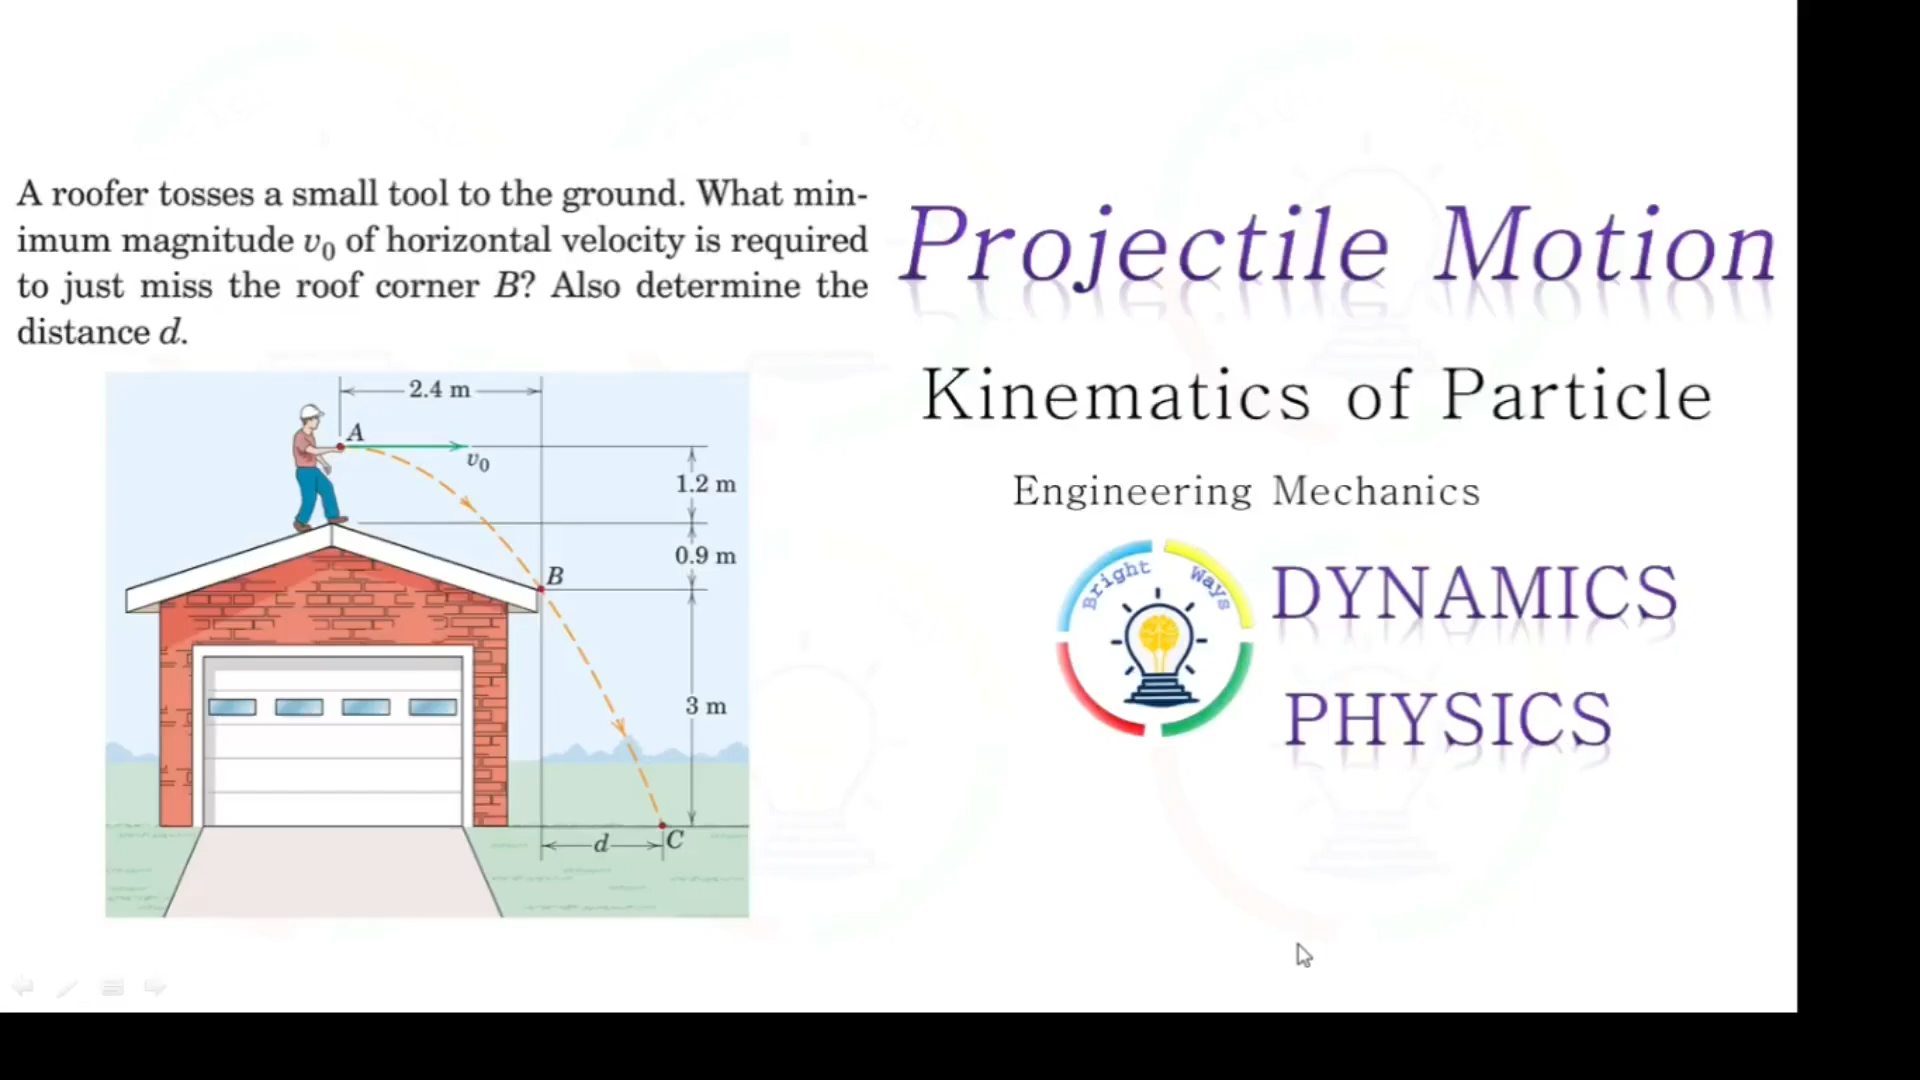 A roofer tosses a small tool to the ground. What min-
imum magnitude v0 of horizontal velocity is required
to just miss the roof corner B? Also determine the
distance d.
2.4 m
A
v0
1.2 m
0.9 m
B
3 m
d
C
Projectile Motion
Kinematics of Particle
Engineering Mechanics
Bright Ways
DYNAMICS
PHYSICS